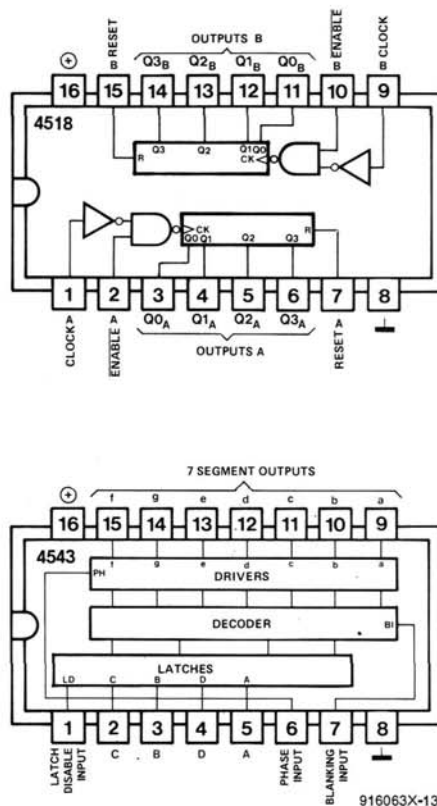 OUTPUTS B
RESET B Q3B Q2B Q1B Q0B ENABLE B CLOCK B
16 15 14 13 12 11 10 9
4518
Q3 Q2 Q1 Q0
R CK
CK R
Q0 Q1 Q2 Q3
1 2 3 4 5 6 7 8
CLOCK A ENABLE A Q0A Q1A Q2A Q3A RESET A
OUTPUTS A
7 SEGMENT OUTPUTS
f g e d c b a
16 15 14 13 12 11 10 9
4543
f g e d c b a
PH DRIVERS
DECODER BI
LATCHES
LD C B D A
1 2 3 4 5 6 7 8
LATCH DISABLE INPUT C B D A PHASE INPUT BLANKING INPUT
916063X-13